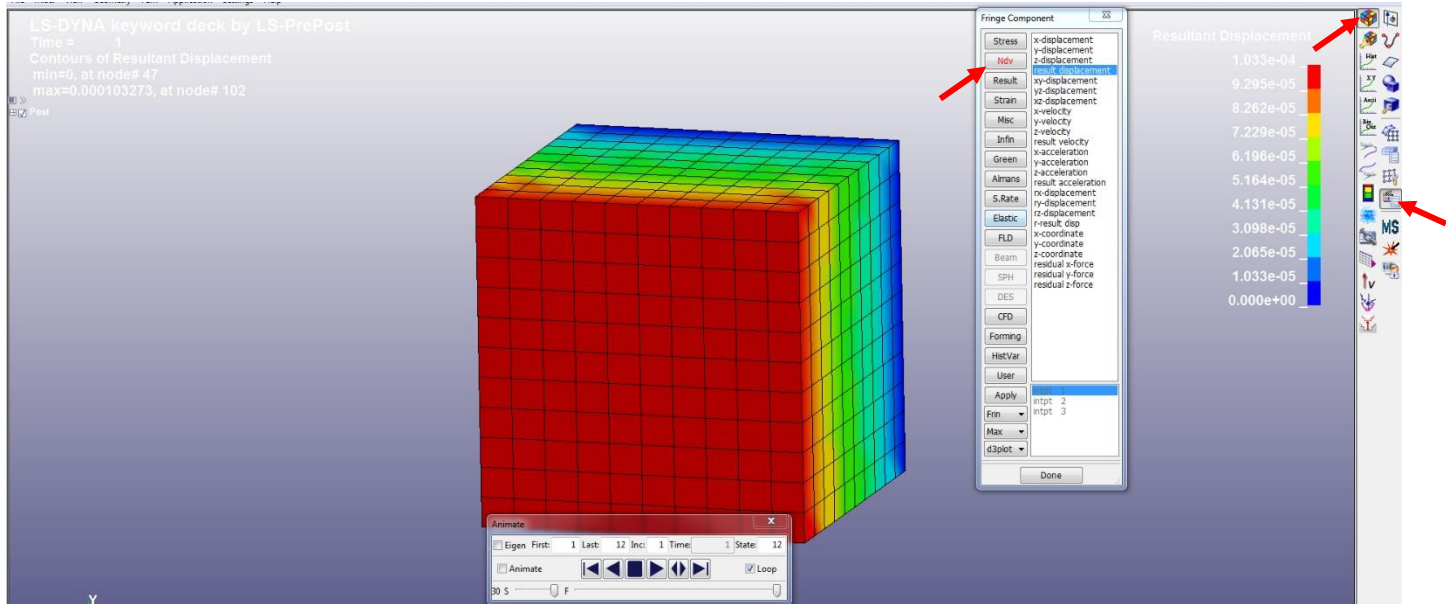 LS-DYNA keyword deck by LS-PrePost
Time = 1
Contours of Resultant Displacement
min=0, at node# 47
max=0.000103273, at node# 102
Post
Fringe Component
Stress
Ndv
Result
Strain
Misc
Infin
Green
Almans
S.Rate
Elastic
FLD
Beam
SPH
DES
CFD
Forming
HistVar
User
Apply
Frin
Max
d3plot
x-displacement
y-displacement
z-displacement
result displacement
xy-displacement
yz-displacement
xz-displacement
x-velocity
y-velocity
z-velocity
result velocity
x-acceleration
y-acceleration
z-acceleration
result acceleration
rx-displacement
ry-displacement
rz-displacement
r-result disp
x-coordinate
y-coordinate
z-coordinate
residual x-force
residual y-force
residual z-force
intpt 1
intpt 2
intpt 3
Done
Resultant Displacement
1.033e-04
9.295e-05
8.262e-05
7.229e-05
6.196e-05
5.164e-05
4.131e-05
3.098e-05
2.065e-05
1.033e-05
0.000e+00
Hist
XY
Ascii
Bin
Out
MS
V
Animate
Eigen First: 1 Last: 12 Inc: 1 Time: 1 State: 12
Animate Loop
30 S F
Y